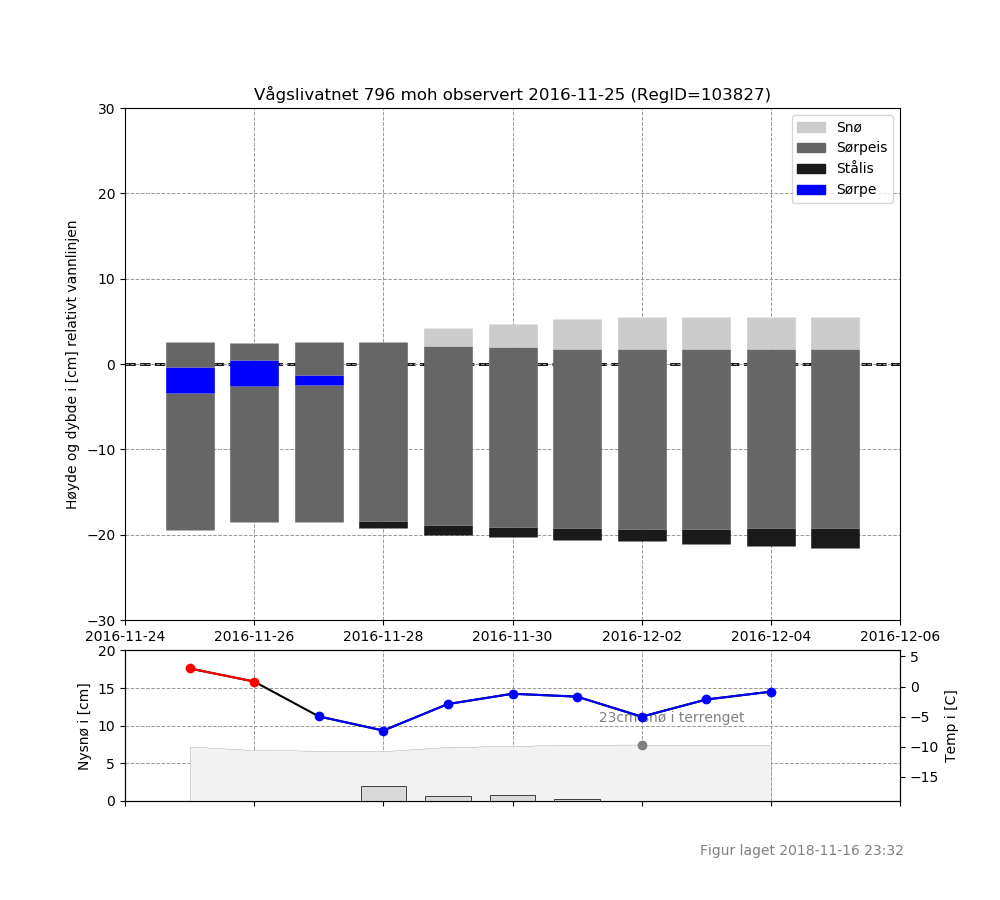 Vågslivatnet 796 moh observert 2016-11-25 (RegID=103827)
Snø
Sørpeis
Stålis
Sørpe
30
20
10
0
−10
−20
−30
Høyde og dybde i [cm] relativt vannlinjen
2016-11-24 2016-11-26 2016-11-28 2016-11-30 2016-12-02 2016-12-04 2016-12-06
20
15
10
5
0
Nysnø i [cm]
23cm snø i terrenget
5
0
−5
−10
−15
Temp i [C]
Figur laget 2018-11-16 23:32